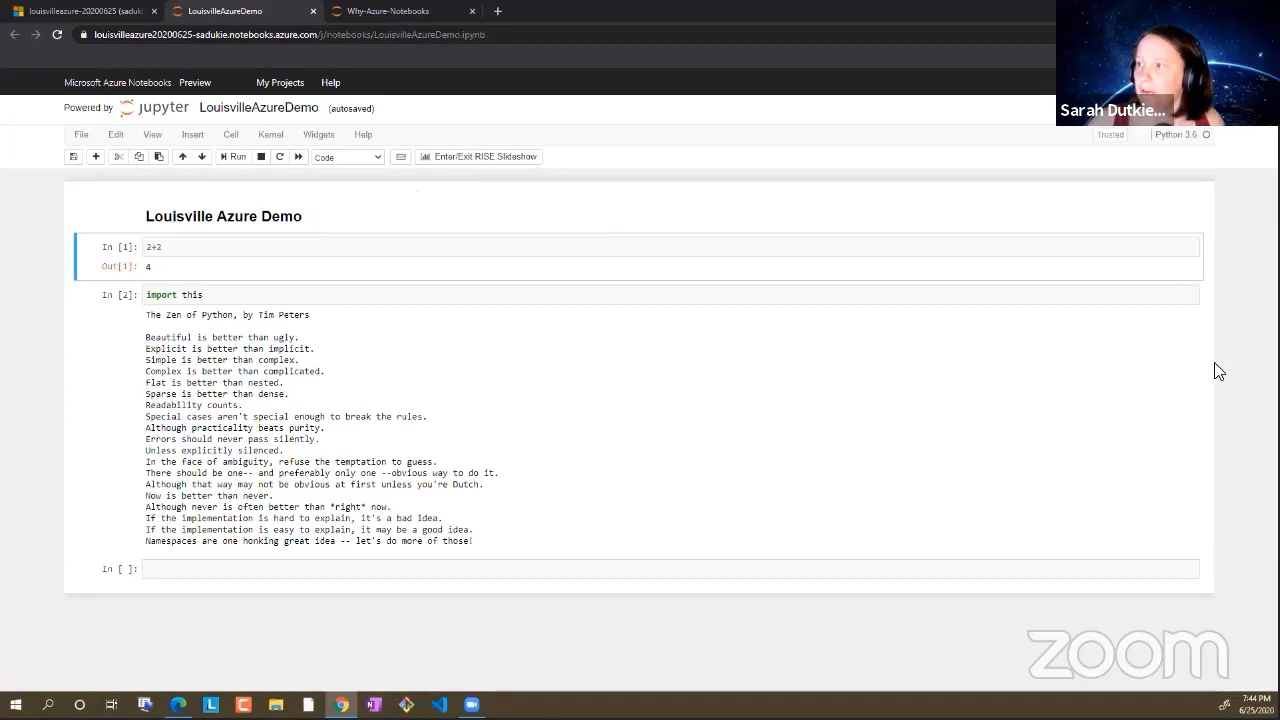 louisvilleazure-20200625 (saduki
LouisvilleAzureDemo
Why-Azure-Notebooks
louisvilleazure20200625-sadukie.notebooks.azure.com/j/notebooks/LouisvilleAzureDemo.ipynb
Microsoft Azure Notebooks Preview My Projects Help
Powered by jupyter LouisvilleAzureDemo (autosaved)
Sarah Dutkie...
File Edit View Insert Cell Kernel Widgets Help
Trusted Python 3.6
Run Code Enter/Exit RISE Slideshow
Louisville Azure Demo
In [1]: 2+2
Out[1]: 4
In [2]: import this
The Zen of Python, by Tim Peters
Beautiful is better than ugly.
Explicit is better than implicit.
Simple is better than complex.
Complex is better than complicated.
Flat is better than nested.
Sparse is better than dense.
Readability counts.
Special cases aren't special enough to break the rules.
Although practicality beats purity.
Errors should never pass silently.
Unless explicitly silenced.
In the face of ambiguity, refuse the temptation to guess.
There should be one-- and preferably only one --obvious way to do it.
Although that way may not be obvious at first unless you're Dutch.
Now is better than never.
Although never is often better than *right* now.
If the implementation is hard to explain, it's a bad idea.
If the implementation is easy to explain, it may be a good idea.
Namespaces are one honking great idea -- let's do more of those!
In [ ]:
zoom
7:44 PM
6/25/2020